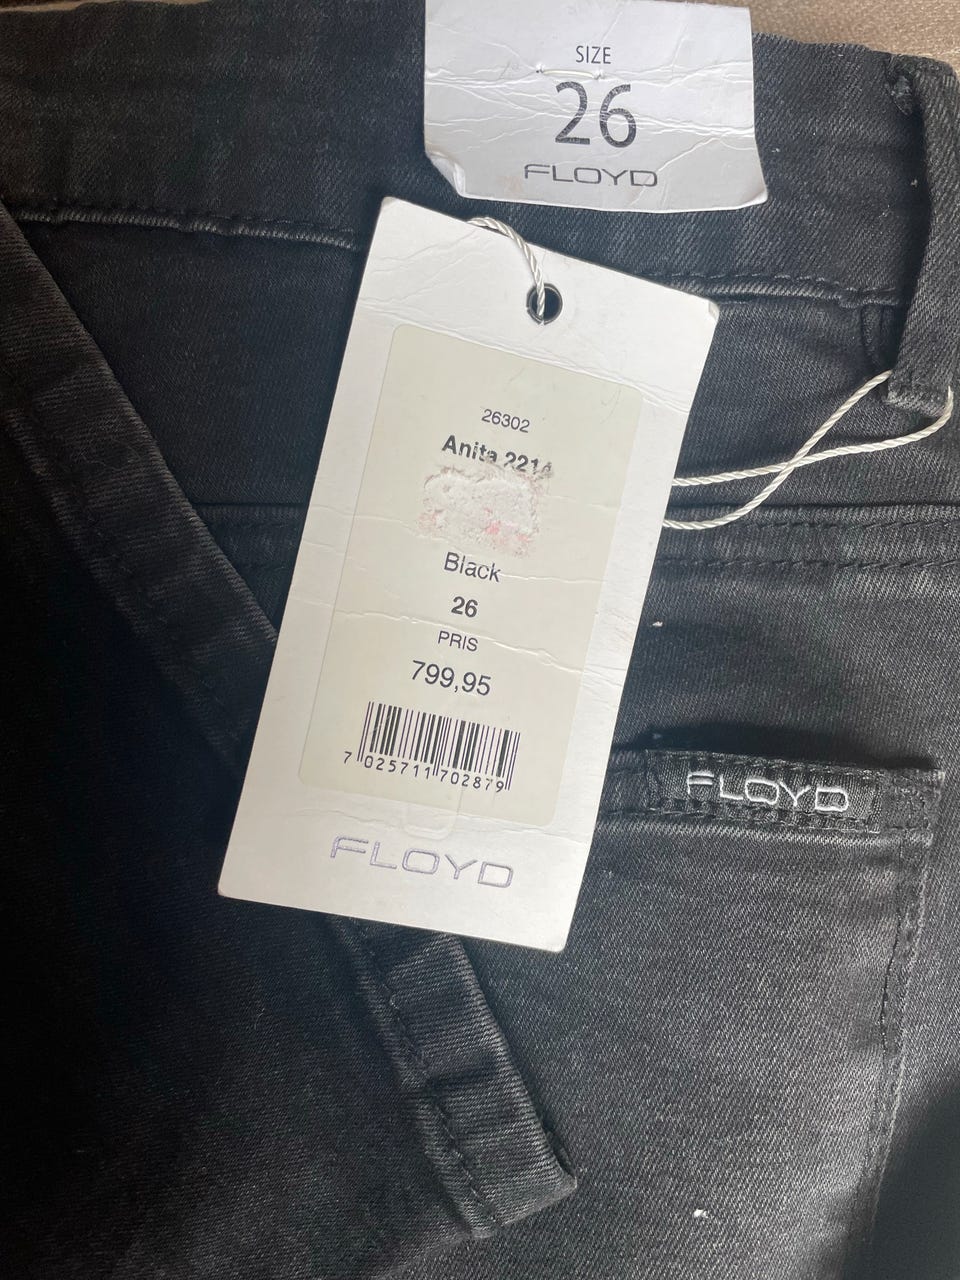 SIZE
26
FLOYD
26302
Anita 2214
Black
26
PRIS
799,95
7 025711 702879
FLOYD
FLOYD